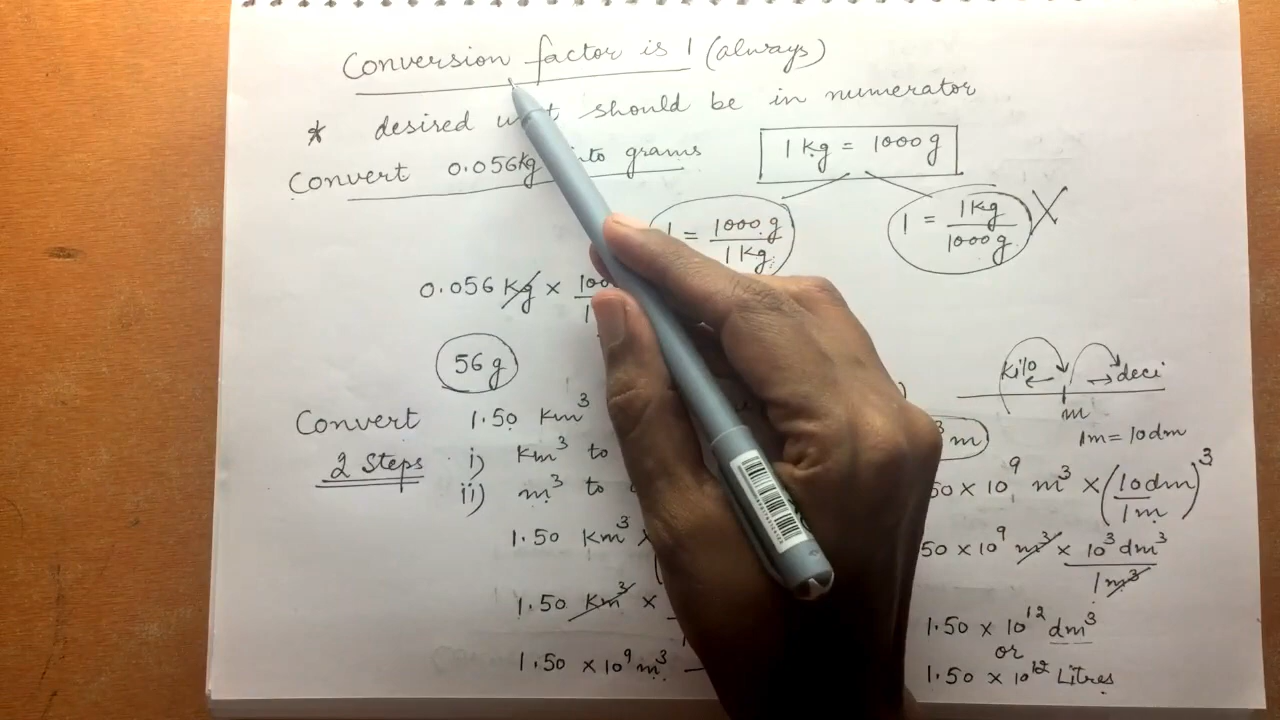 Conversion factor is 1 (always)
* desired should be in numerator
Convert 0.056kg into grams
1 kg = 1000 g
1 = 1000 g / 1 kg
1 = 1 kg / 1000 g X
0.056 kg ×
56 g
kilo deci
m
1m = 10dm
Convert 1.50 km³
2 Steps i) km³ to
ii) m³ to
1.50 km³ ×
1.50 km³ ×
1.50 × 10⁹ m³
³ m)
50 × 10⁹ m³ × (10dm / 1m)³
50 × 10⁹ m³ × 10³ dm³ / 1 m³
1.50 × 10¹² dm³
or
1.50 × 10¹² Litres